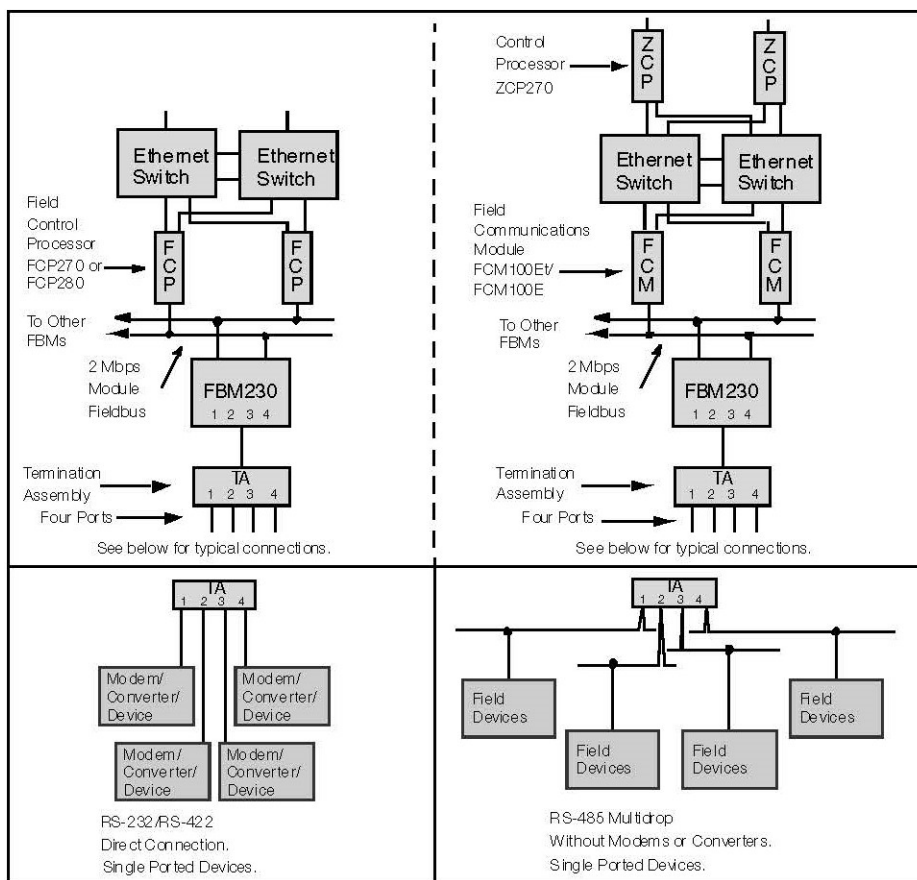 Ethernet
Switch
Ethernet
Switch
Field
Control
Processor
FCP270 or
FCP280
FCP
FCP
To Other
FBMs
2 Mbps
Module
Fieldbus
FBM230
1 2 3 4
Termination
Assembly
TA
1 2 3 4
Four Ports
See below for typical connections.
Control
Processor
ZCP270
ZCP
ZCP
Ethernet
Switch
Ethernet
Switch
Field
Communications
Module
FCM100Et/
FCM100E
FCM
FCM
To Other
FBMs
2 Mbps
Module
Fieldbus
FBM230
1 2 3 4
Termination
Assembly
TA
1 2 3 4
Four Ports
See below for typical connections.
TA
1 2 3 4
Modem/
Converter/
Device
Modem/
Converter/
Device
Modem/
Converter/
Device
Modem/
Converter/
Device
RS-232/RS-422
Direct Connection.
Single Ported Devices.
TA
1 2 3 4
Field
Devices
Field
Devices
Field
Devices
Field
Devices
RS-485 Multidrop
Without Modems or Converters.
Single Ported Devices.